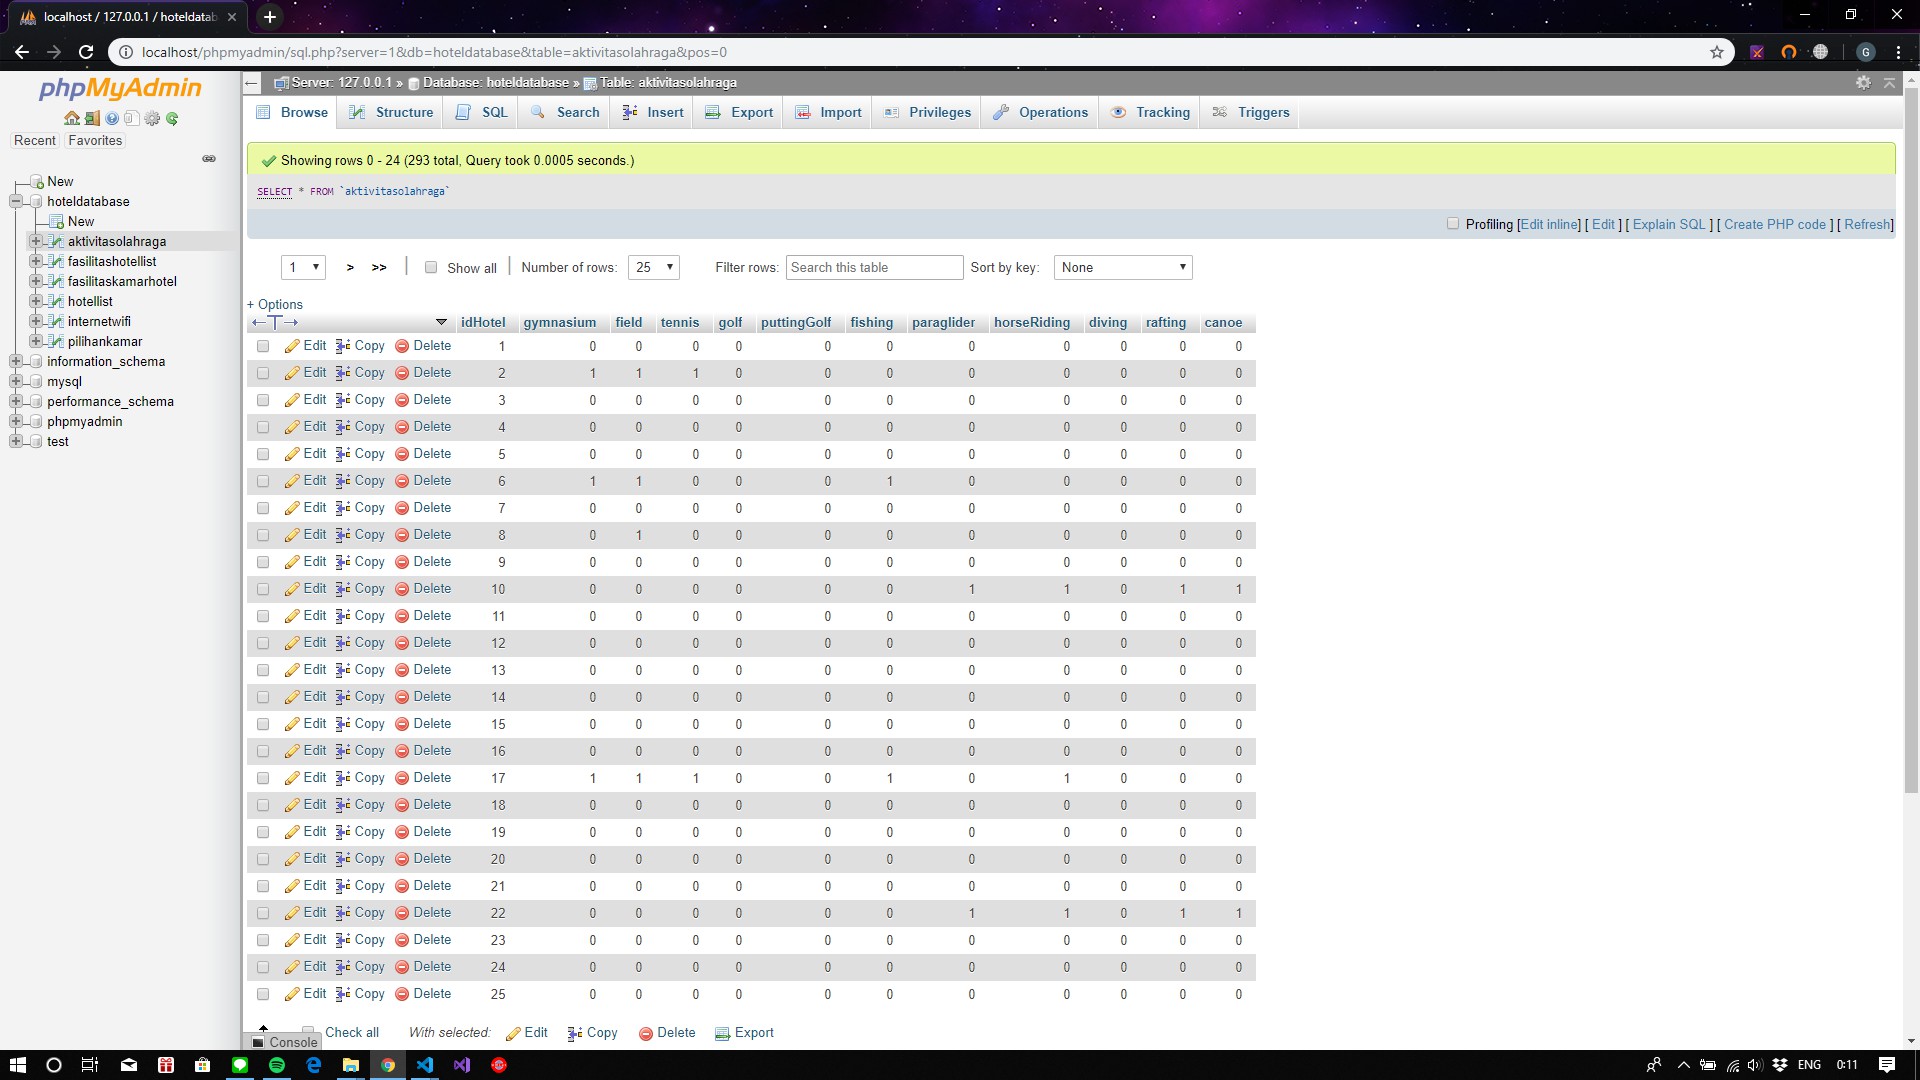 localhost / 127.0.0.1 / hoteldatab
localhost/phpmyadmin/sql.php?server=1&db=hoteldatabase&table=aktivitasolahraga&pos=0
G
phpMyAdmin
Recent Favorites
New
hoteldatabase
New
aktivitasolahraga
fasilitashotellist
fasilitaskamarhotel
hotellist
internetwifi
pilihankamar
information_schema
mysql
performance_schema
phpmyadmin
test
Server: 127.0.0.1 » Database: hoteldatabase » Table: aktivitasolahraga
Browse Structure SQL Search Insert Export Import Privileges Operations Tracking Triggers
Showing rows 0 - 24 (293 total, Query took 0.0005 seconds.)
SELECT * FROM `aktivitasolahraga`
Profiling [Edit inline] [ Edit ] [ Explain SQL ] [ Create PHP code ] [ Refresh]
1 > >> Show all Number of rows: 25 Filter rows: Search this table Sort by key: None
+ Options
idHotel gymnasium field tennis golf puttingGolf fishing paraglider horseRiding diving rafting canoe
Edit Copy Delete 1 0 0 0 0 0 0 0 0 0 0 0
Edit Copy Delete 2 1 1 1 0 0 0 0 0 0 0 0
Edit Copy Delete 3 0 0 0 0 0 0 0 0 0 0 0
Edit Copy Delete 4 0 0 0 0 0 0 0 0 0 0 0
Edit Copy Delete 5 0 0 0 0 0 0 0 0 0 0 0
Edit Copy Delete 6 1 1 0 0 0 1 0 0 0 0 0
Edit Copy Delete 7 0 0 0 0 0 0 0 0 0 0 0
Edit Copy Delete 8 0 1 0 0 0 0 0 0 0 0 0
Edit Copy Delete 9 0 0 0 0 0 0 0 0 0 0 0
Edit Copy Delete 10 0 0 0 0 0 0 1 1 0 1 1
Edit Copy Delete 11 0 0 0 0 0 0 0 0 0 0 0
Edit Copy Delete 12 0 0 0 0 0 0 0 0 0 0 0
Edit Copy Delete 13 0 0 0 0 0 0 0 0 0 0 0
Edit Copy Delete 14 0 0 0 0 0 0 0 0 0 0 0
Edit Copy Delete 15 0 0 0 0 0 0 0 0 0 0 0
Edit Copy Delete 16 0 0 0 0 0 0 0 0 0 0 0
Edit Copy Delete 17 1 1 1 0 0 1 0 1 0 0 0
Edit Copy Delete 18 0 0 0 0 0 0 0 0 0 0 0
Edit Copy Delete 19 0 0 0 0 0 0 0 0 0 0 0
Edit Copy Delete 20 0 0 0 0 0 0 0 0 0 0 0
Edit Copy Delete 21 0 0 0 0 0 0 0 0 0 0 0
Edit Copy Delete 22 0 0 0 0 0 0 1 1 0 1 1
Edit Copy Delete 23 0 0 0 0 0 0 0 0 0 0 0
Edit Copy Delete 24 0 0 0 0 0 0 0 0 0 0 0
Edit Copy Delete 25 0 0 0 0 0 0 0 0 0 0 0
Check all With selected: Edit Copy Delete Export
Console
ENG 0:11